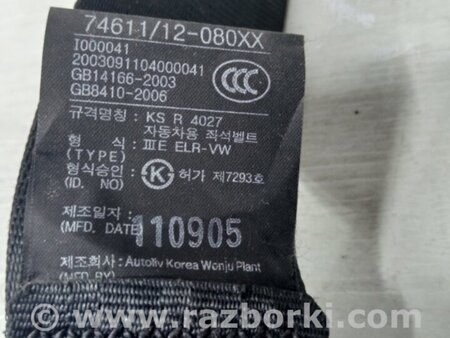 74611/12-080XX
I000041
2003091104000041
GB14166-2003
GB8410-2006
CCC
규격명칭 : KS R 4027
자동차용 좌석벨트
형 식 : ⅢE ELR-VW
(TYPE)
형식승인 : K 허가 제7293호
(ID. NO)
제조일자 : 110905
(MFD. DATE)
제조회사 : Autoliv Korea Wonju Plant
(MFD BY)
www.razborki.com